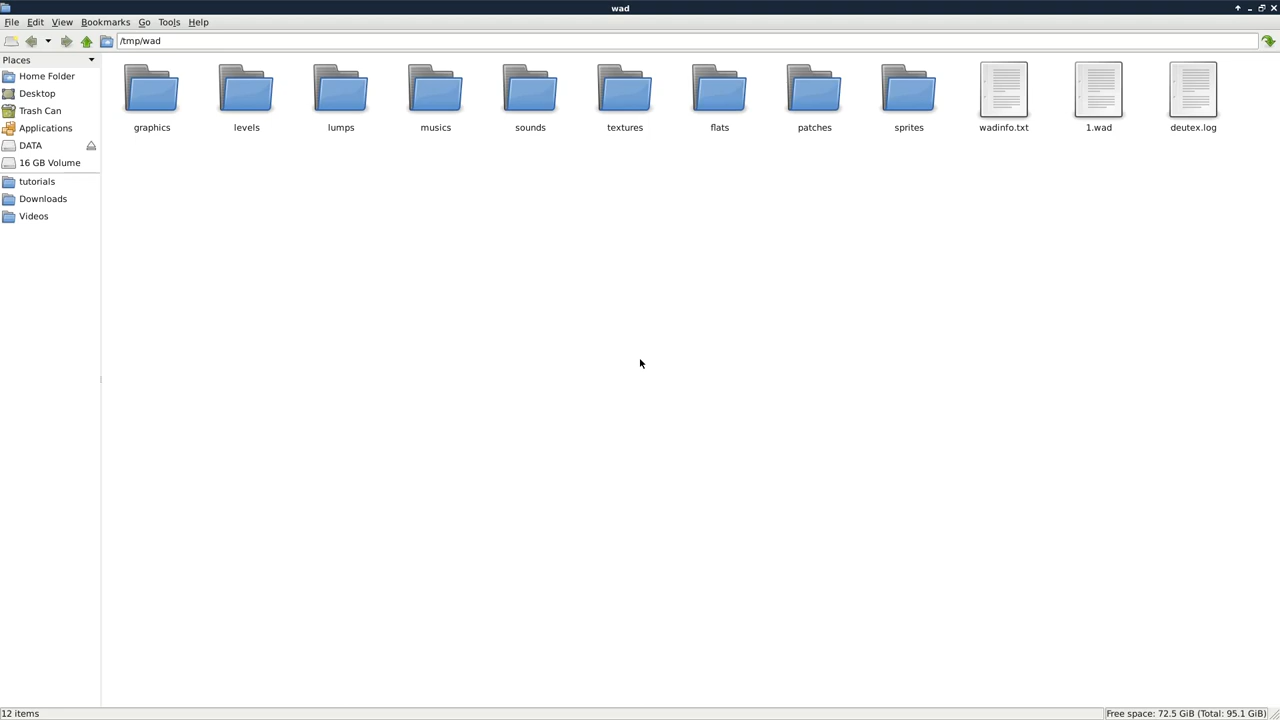 wad
File Edit View Bookmarks Go Tools Help
/tmp/wad
Places
Home Folder
Desktop
Trash Can
Applications
DATA
16 GB Volume
tutorials
Downloads
Videos
graphics levels lumps musics sounds textures flats patches sprites wadinfo.txt 1.wad deutex.log
12 items Free space: 72.5 GiB (Total: 95.1 GiB)